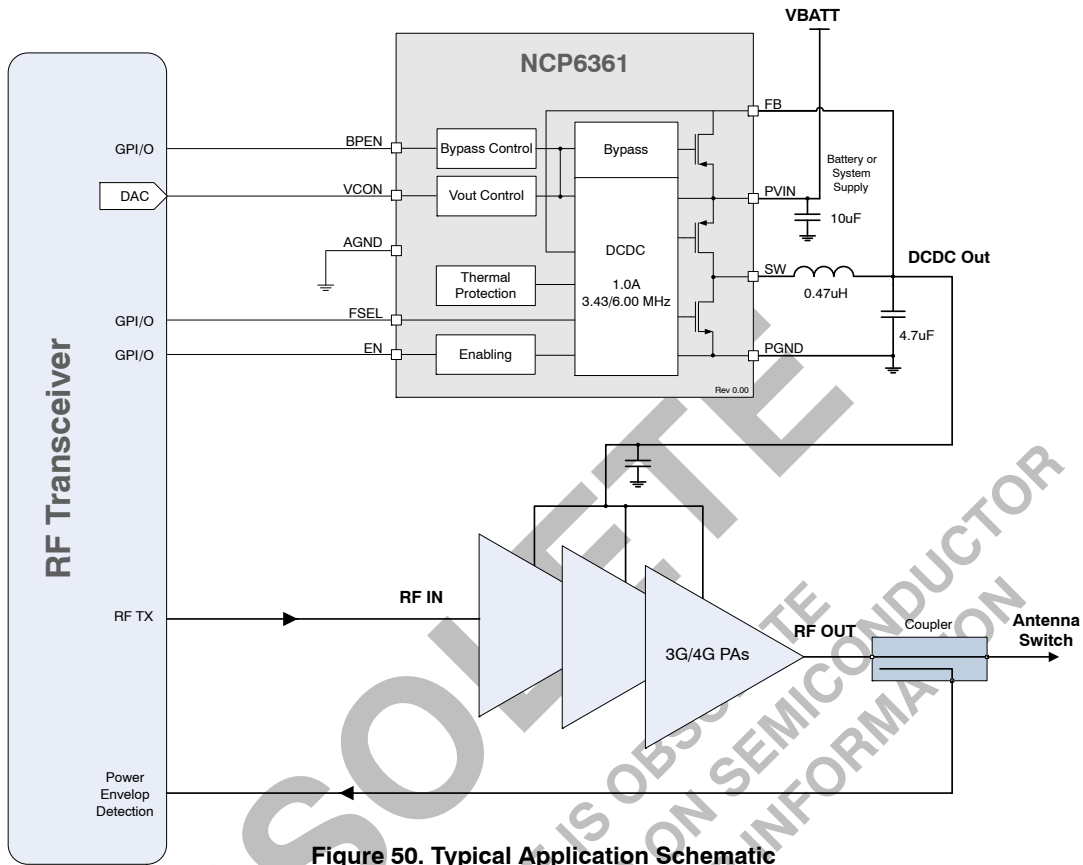 VBATT
NCP6361
FB
GPI/O
BPEN
Bypass Control
Bypass
Battery or
System
Supply
DAC
VCON
Vout Control
PVIN
10uF
AGND
DCDC
1.0A
3.43/6.00 MHz
Thermal
Protection
SW
0.47uH
DCDC Out
GPI/O
FSEL
4.7uF
GPI/O
EN
Enabling
PGND
Rev 0.00
RF Transceiver
RF TX
RF IN
3G/4G PAs
RF OUT
Coupler
Antenna
Switch
Power
Envelop
Detection
Figure 50. Typical Application Schematic
SOLETE
IS OBSOLETE
ON SEMICONDUCTOR
INFORMATION